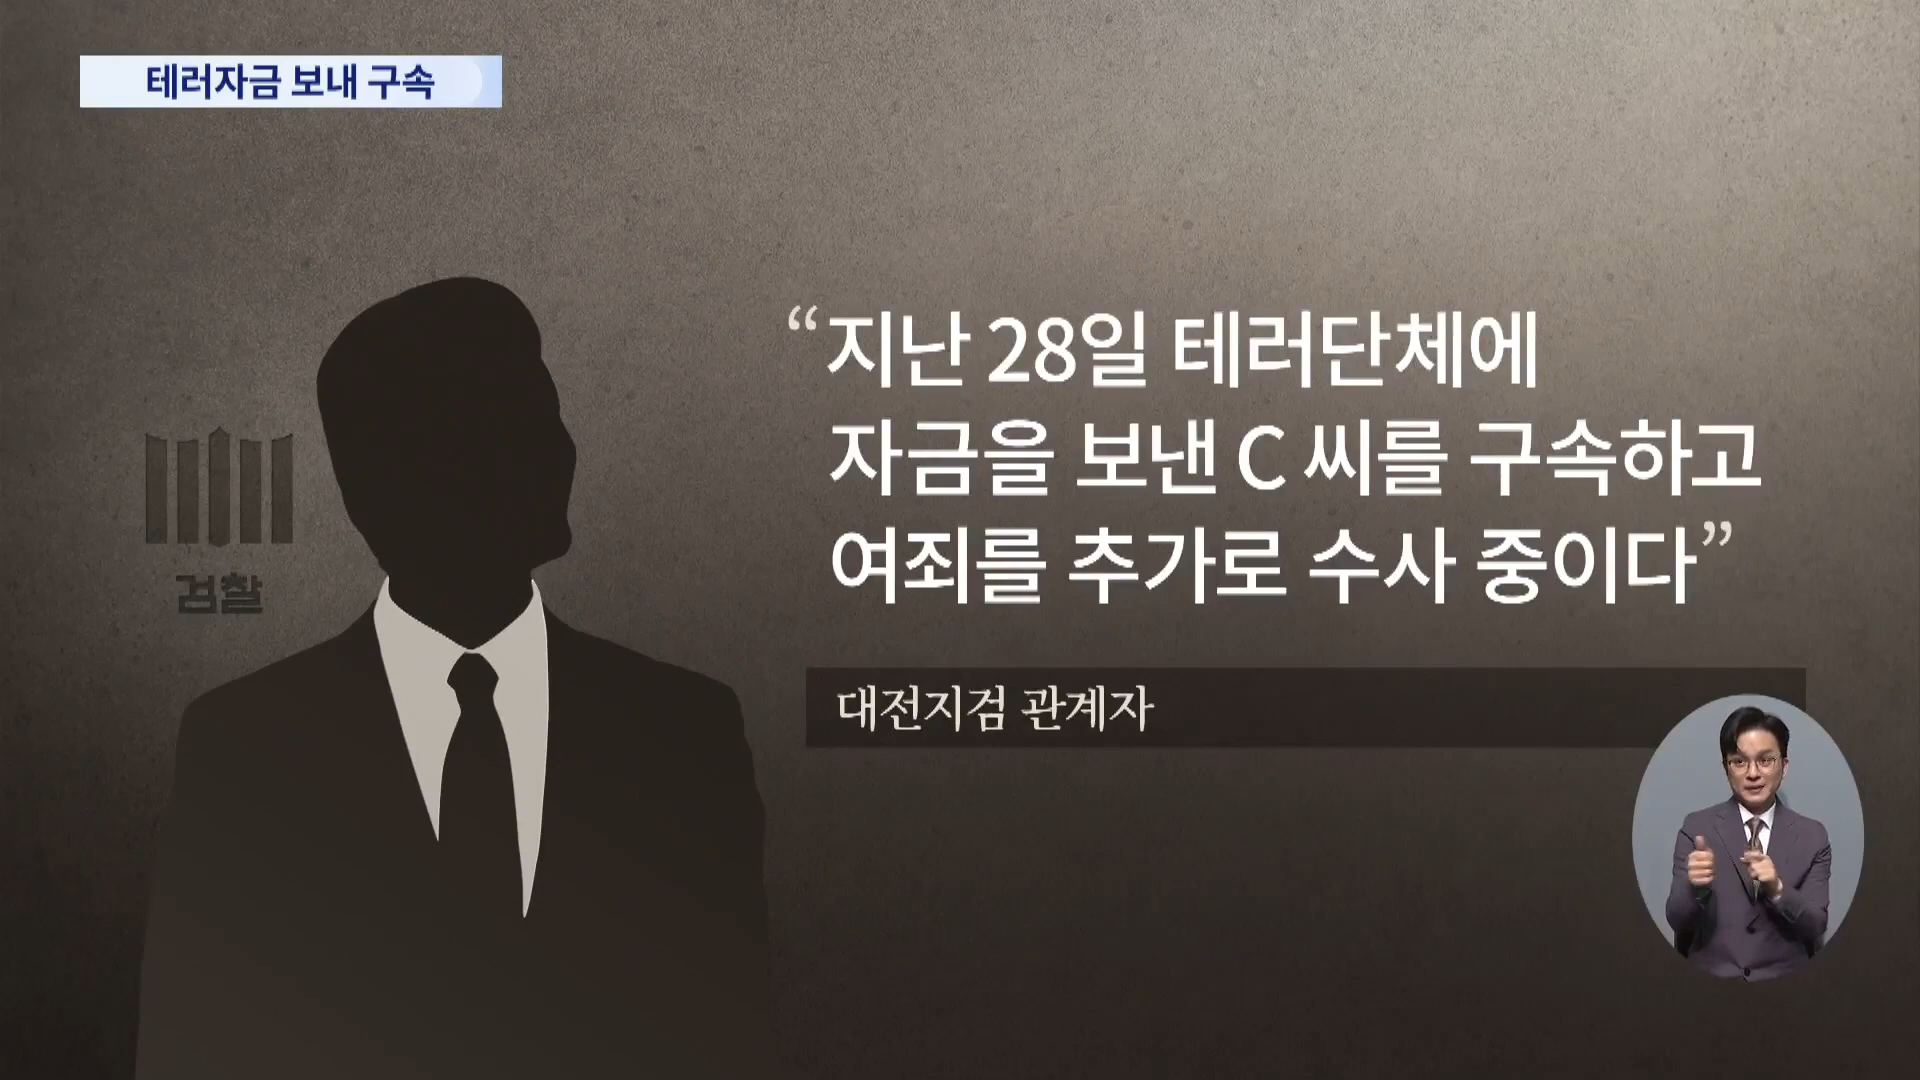 테러자금 보내 구속
“지난 28일 테러단체에
자금을 보낸 C 씨를 구속하고
여죄를 추가로 수사 중이다”
검찰
대전지검 관계자